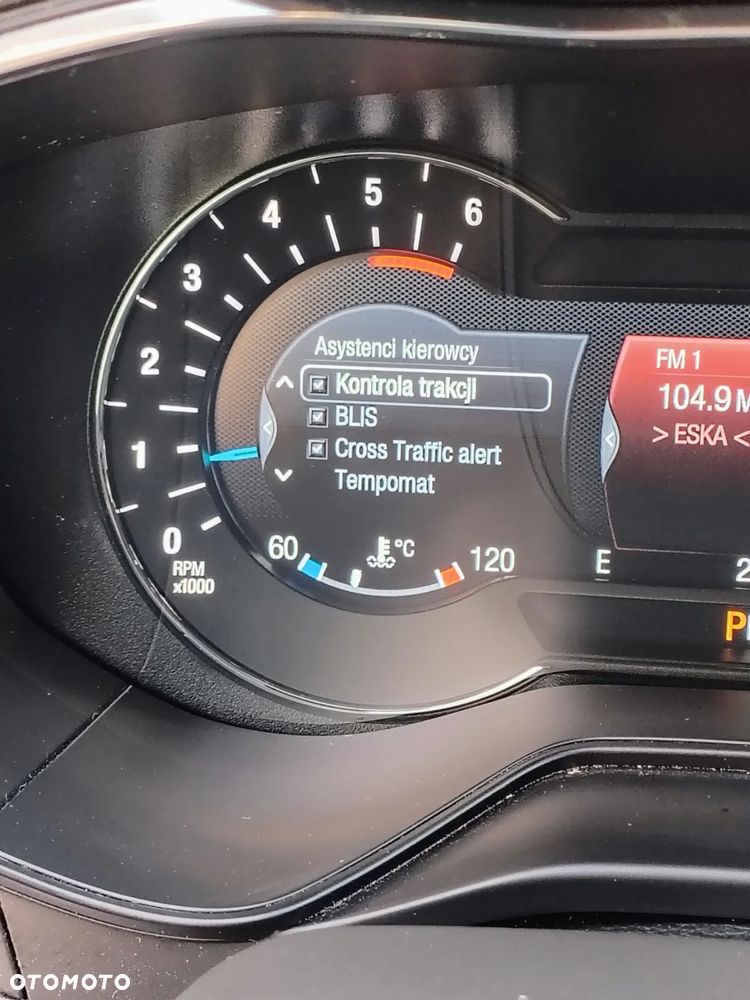 6
5
4
3
2
1
0
RPM
x1000
Asystenci kierowcy
Kontrola trakcji
BLIS
Cross Traffic alert
Tempomat
60
°C
120
FM 1
104.9 M
> ESKA <
E
2
P
OTOMOTO